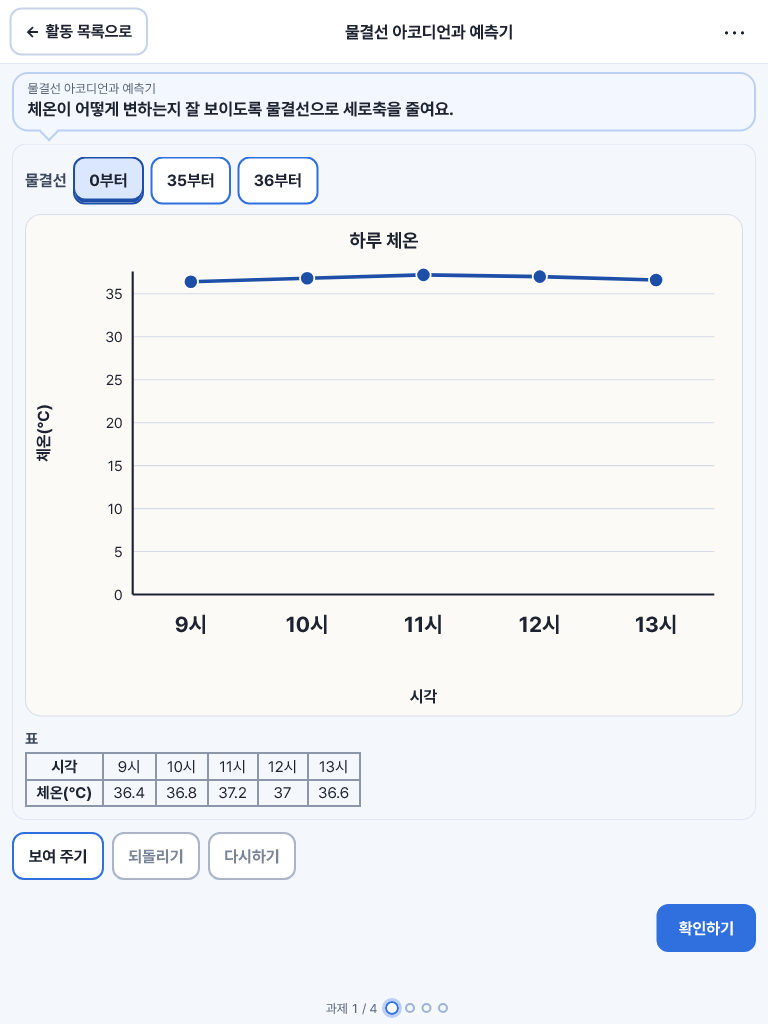 ← 활동 목록으로
물결선 아코디언과 예측기
⋯
물결선 아코디언과 예측기
체온이 어떻게 변하는지 잘 보이도록 물결선으로 세로축을 줄여요.
물결선 0부터 35부터 36부터
하루 체온
35
30
25
20
15
10
5
0
체온(℃)
9시 10시 11시 12시 13시
시각
표
시각 9시 10시 11시 12시 13시
체온(℃) 36.4 36.8 37.2 37 36.6
보여 주기 되돌리기 다시하기
확인하기
과제 1 / 4